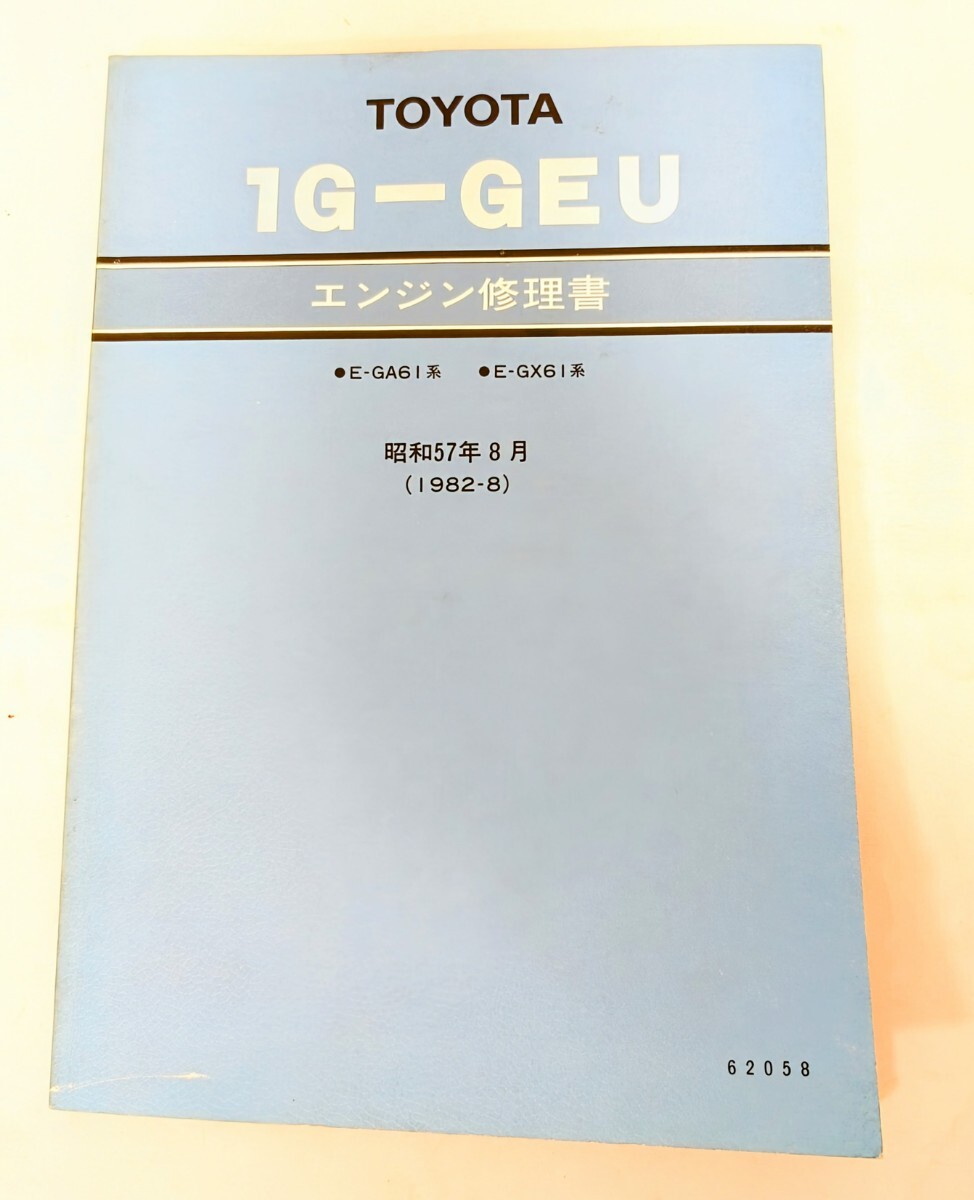 TOYOTA
1G-GEU
エンジン修理書
●E-GA61系 ●E-GX61系
昭和57年8月
(1982-8)
62058